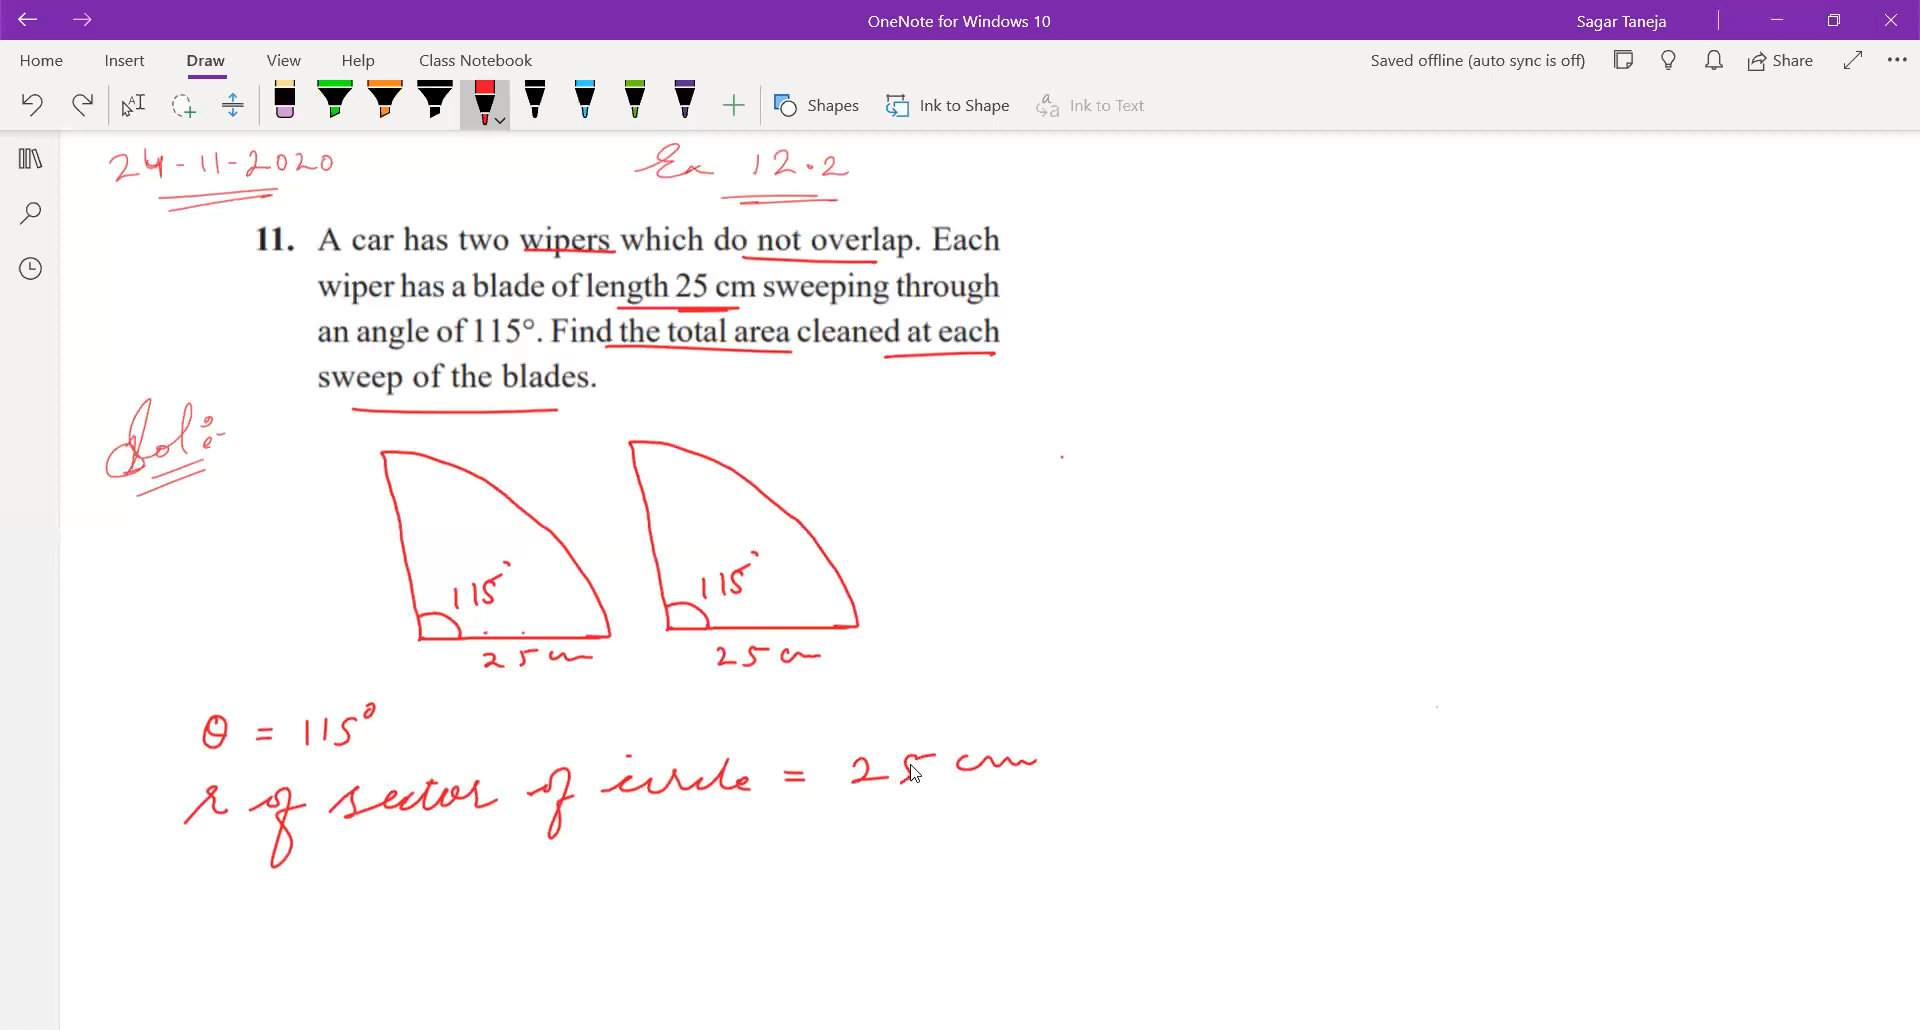 OneNote for Windows 10
Sagar Taneja
Home Insert Draw View Help Class Notebook
Saved offline (auto sync is off) Share
Shapes Ink to Shape Ink to Text
24-11-2020 Ex 12.2
11. A car has two wipers which do not overlap. Each
wiper has a blade of length 25 cm sweeping through
an angle of 115°. Find the total area cleaned at each
sweep of the blades.
Sol:-
115° 115°
25 cm 25 cm
θ = 115°
r of sector of circle = 25 cm